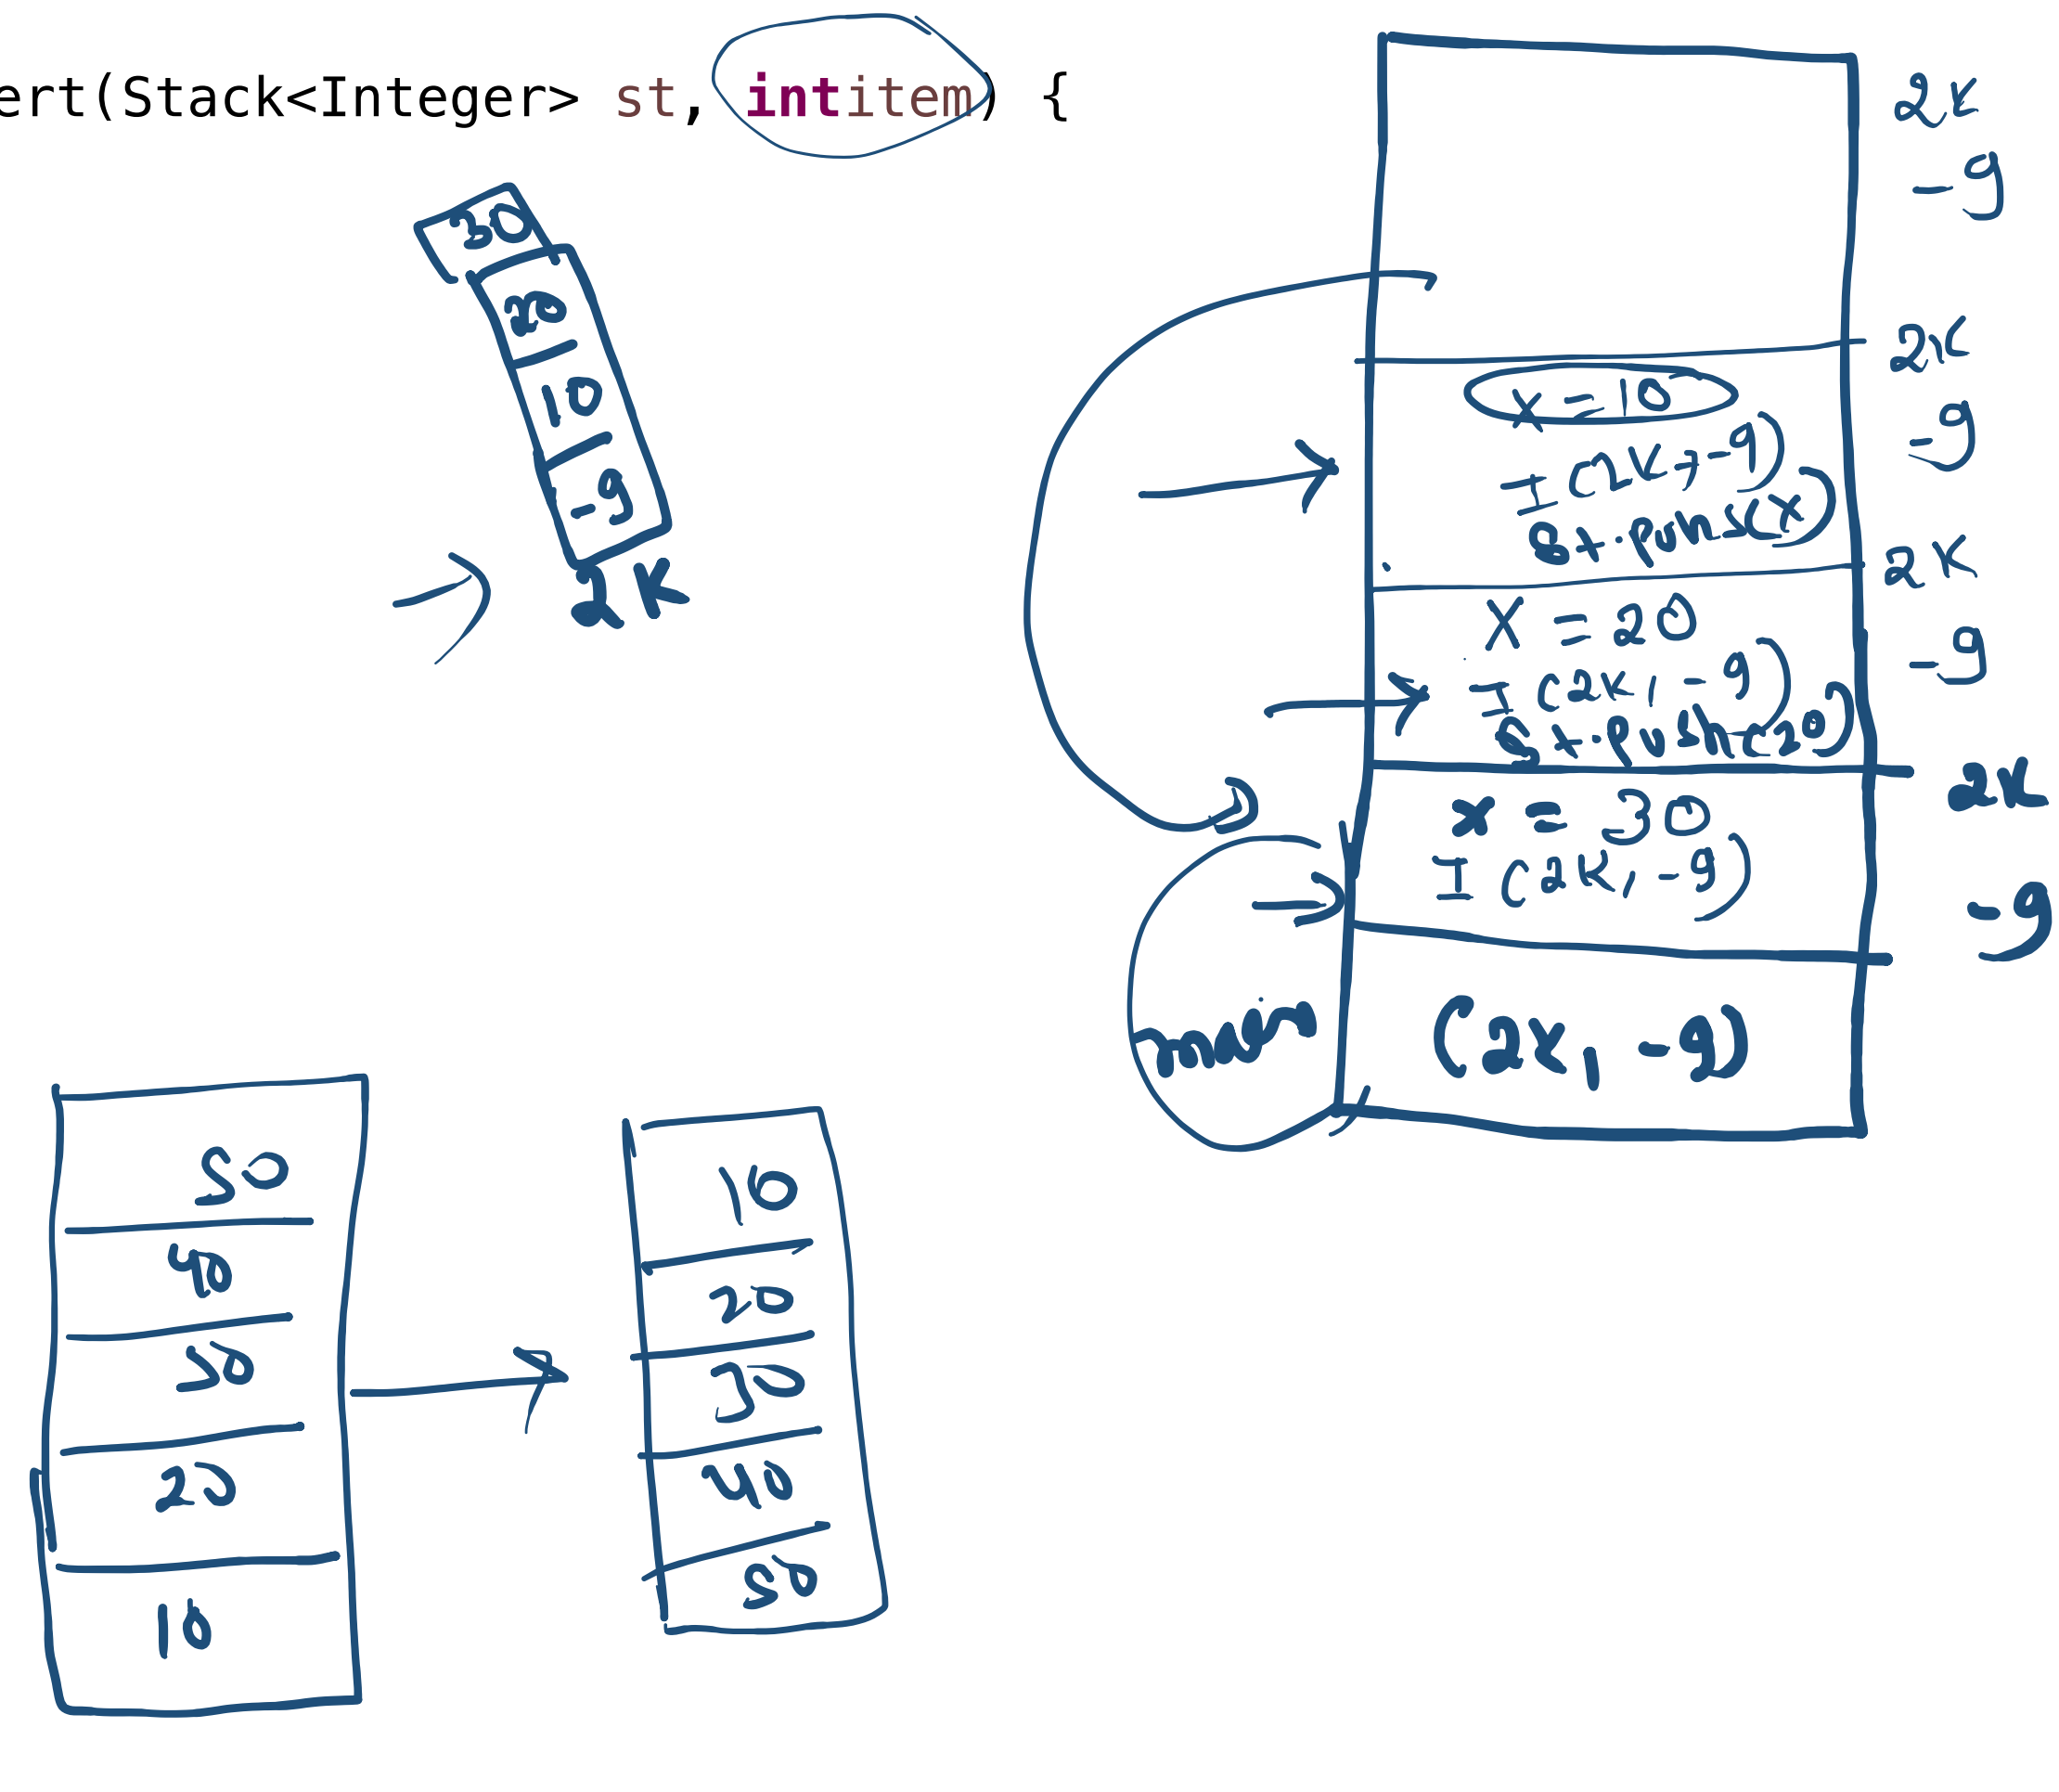 ert(Stack<Integer> st, int item) {
30
20
10
-9
2K
2K
-9
2K
-9
x = 10
I (2K, -9)
st.push(x)
2K
-9
X = 20
I (2K, -9)
st.push(20)
2K
-9
x = 30
I (2K, -9)
main
(2K, -9)
50
40
30
20
10
10
20
30
40
50